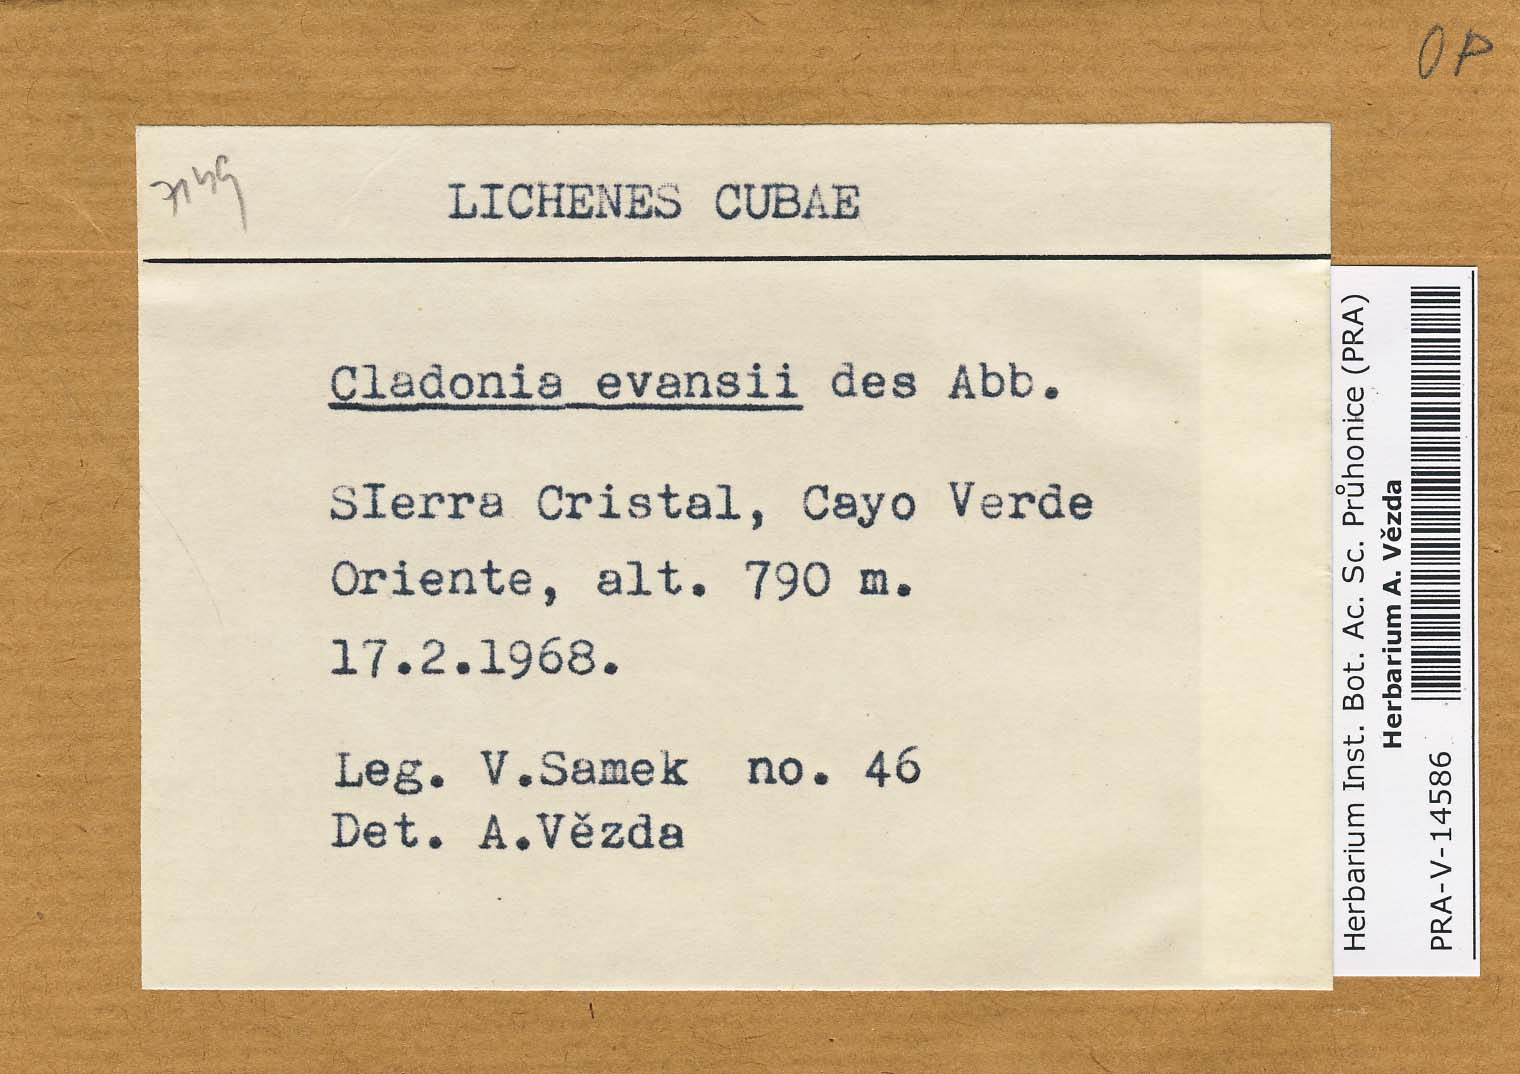 OP
LICHENES CUBAE
Cladonia evansii des Abb.
SIerra Cristal, Cayo Verde
Oriente, alt. 790 m.
17.2.1968.
Leg. V.Samek no. 46
Det. A.Vězda
Herbarium Inst. Bot. Ac. Sc. Průhonice (PRA)
Herbarium A. Vězda
PRA-V-14586